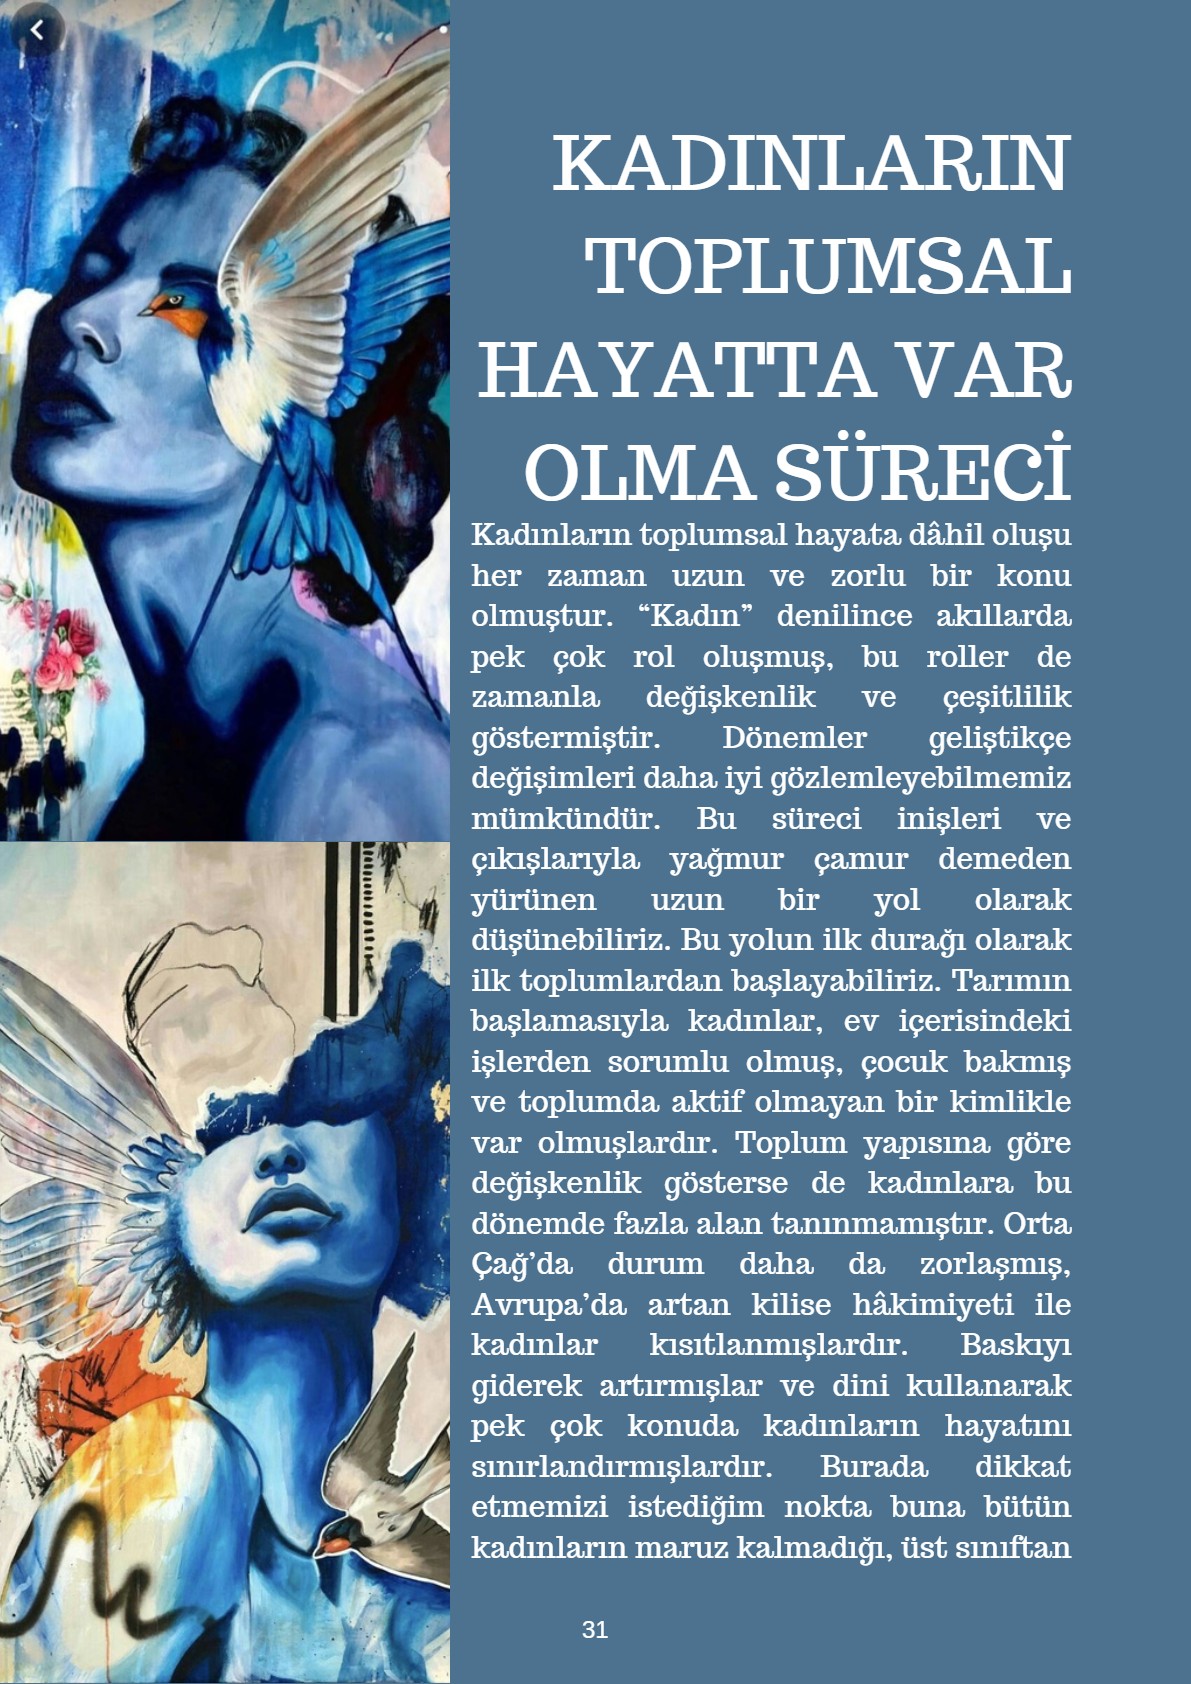 KADINLARIN
TOPLUMSAL
HAYATTA VAR
OLMA SÜRECİ
Kadınların toplumsal hayata dâhil oluşu
her zaman uzun ve zorlu bir konu
olmuştur. “Kadın” denilince akıllarda
pek çok rol oluşmuş, bu roller de
zamanla değişkenlik ve çeşitlilik
göstermiştir. Dönemler geliştikçe
değişimleri daha iyi gözlemleyebilmemiz
mümkündür. Bu süreci inişleri ve
çıkışlarıyla yağmur çamur demeden
yürünen uzun bir yol olarak
düşünebiliriz. Bu yolun ilk durağı olarak
ilk toplumlardan başlayabiliriz. Tarımın
başlamasıyla kadınlar, ev içerisindeki
işlerden sorumlu olmuş, çocuk bakmış
ve toplumda aktif olmayan bir kimlikle
var olmuşlardır. Toplum yapısına göre
değişkenlik gösterse de kadınlara bu
dönemde fazla alan tanınmamıştır. Orta
Çağ’da durum daha da zorlaşmış,
Avrupa’da artan kilise hâkimiyeti ile
kadınlar kısıtlanmışlardır. Baskıyı
giderek artırmışlar ve dini kullanarak
pek çok konuda kadınların hayatını
sınırlandırmışlardır. Burada dikkat
etmemizi istediğim nokta buna bütün
kadınların maruz kalmadığı, üst sınıftan
31